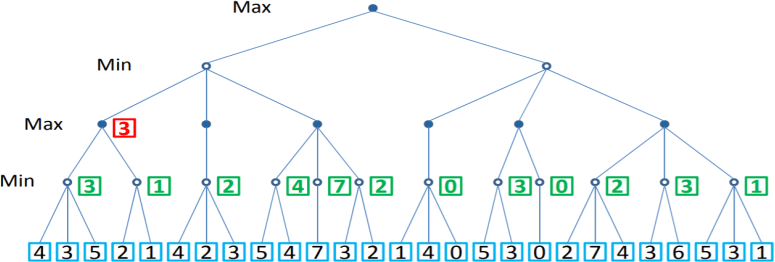 Max
Min
Max 3
Min 3 1 2 4 7 2 0 3 0 2 3 1
4 3 5 2 1 4 2 3 5 4 7 3 2 1 4 0 5 3 0 2 7 4 3 6 5 3 1